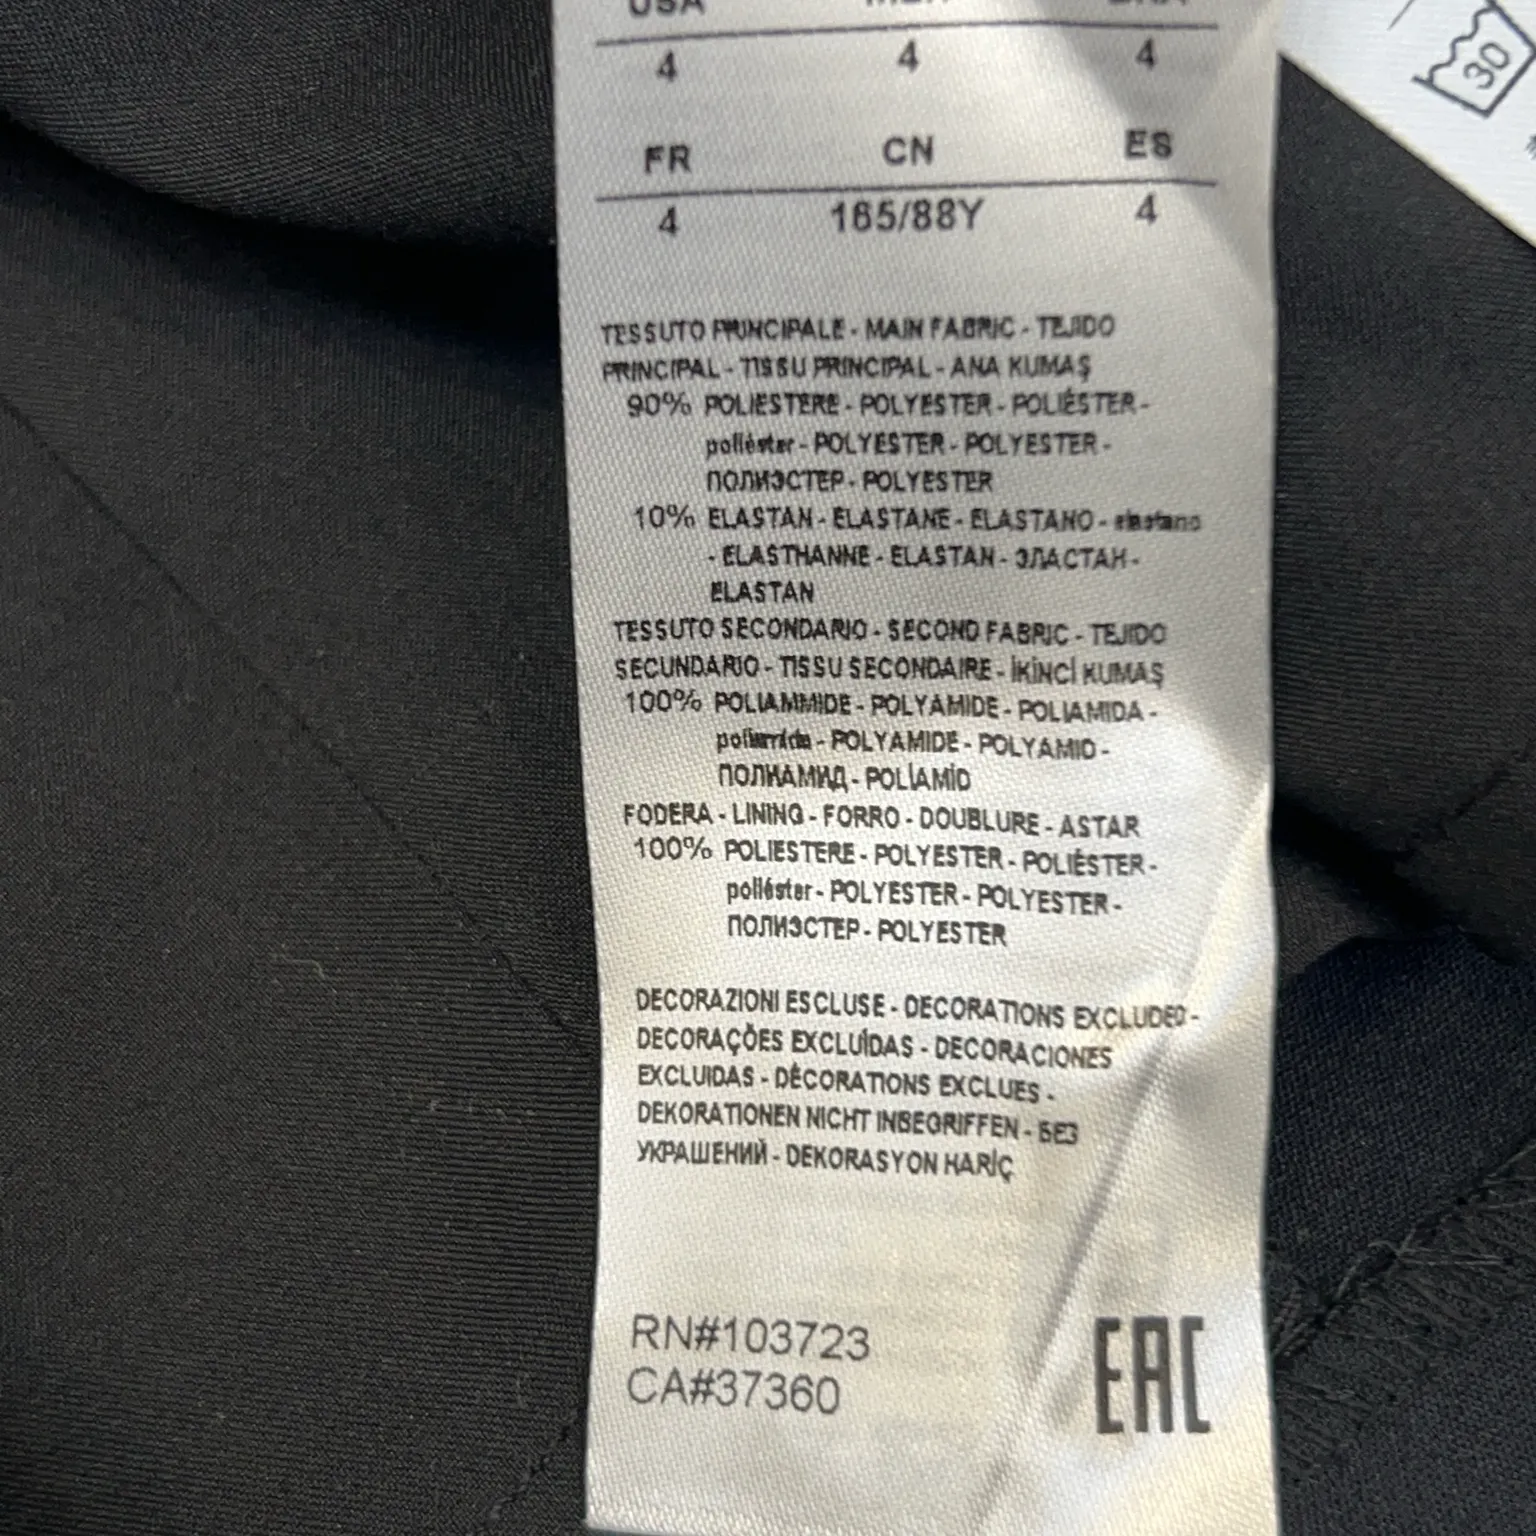 USA
4 4 4
FR CN ES
4 165/88Y 4
TESSUTO PRINCIPALE - MAIN FABRIC - TEJIDO
PRINCIPAL - TISSU PRINCIPAL - ANA KUMAŞ
90% POLIESTERE - POLYESTER - POLIÉSTER -
poliéster - POLYESTER - POLYESTER -
ПОЛИЭСТЕР - POLYESTER
10% ELASTAN - ELASTANE - ELASTANO - elastano
- ELASTHANNE - ELASTAN - ЭЛАСТАН -
ELASTAN
TESSUTO SECONDARIO - SECOND FABRIC - TEJIDO
SECUNDARIO - TISSU SECONDAIRE - İKİNCİ KUMAŞ
100% POLIAMMIDE - POLYAMIDE - POLIAMIDA -
poliamida - POLYAMIDE - POLYAMID -
ПОЛИАМИД - POLİAMİD
FODERA - LINING - FORRO - DOUBLURE - ASTAR
100% POLIESTERE - POLYESTER - POLIÉSTER -
poliéster - POLYESTER - POLYESTER -
ПОЛИЭСТЕР - POLYESTER
DECORAZIONI ESCLUSE - DECORATIONS EXCLUDED -
DECORAÇÕES EXCLUÍDAS - DECORACIONES
EXCLUIDAS - DÉCORATIONS EXCLUES -
DEKORATIONEN NICHT INBEGRIFFEN - БЕЗ
УКРАШЕНИЙ - DEKORASYON HARİÇ
RN#103723
CA#37360
EAC
30